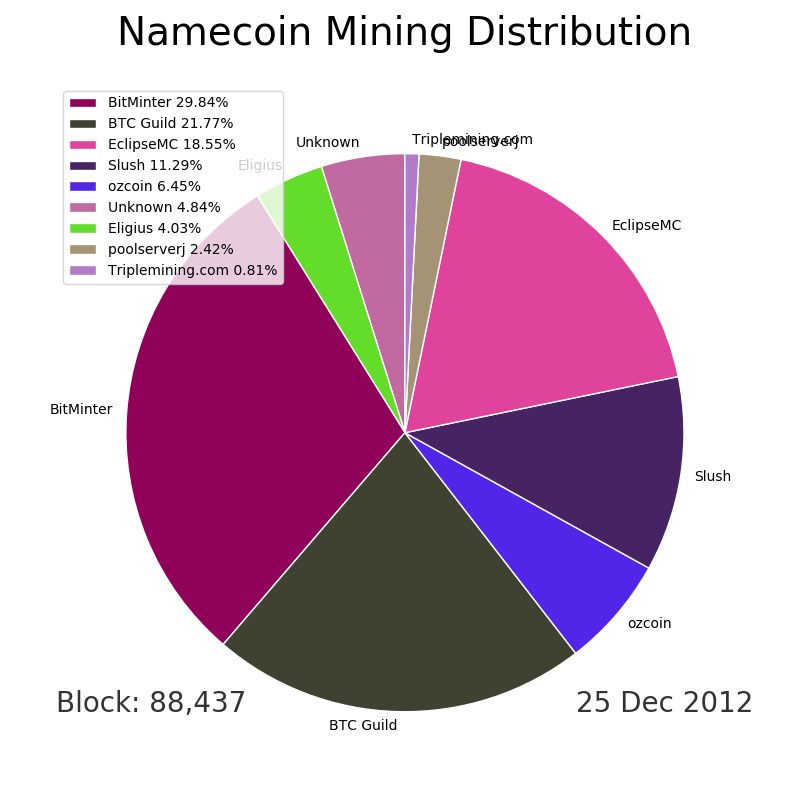 Namecoin Mining Distribution
BitMinter 29.84%
BTC Guild 21.77%
EclipseMC 18.55%
Slush 11.29%
ozcoin 6.45%
Unknown 4.84%
Eligius 4.03%
poolserverj 2.42%
Triplemining.com 0.81%
Triplemining.com
poolserverj
Unknown
Eligius
EclipseMC
BitMinter
Slush
ozcoin
BTC Guild
Block: 88,437
25 Dec 2012